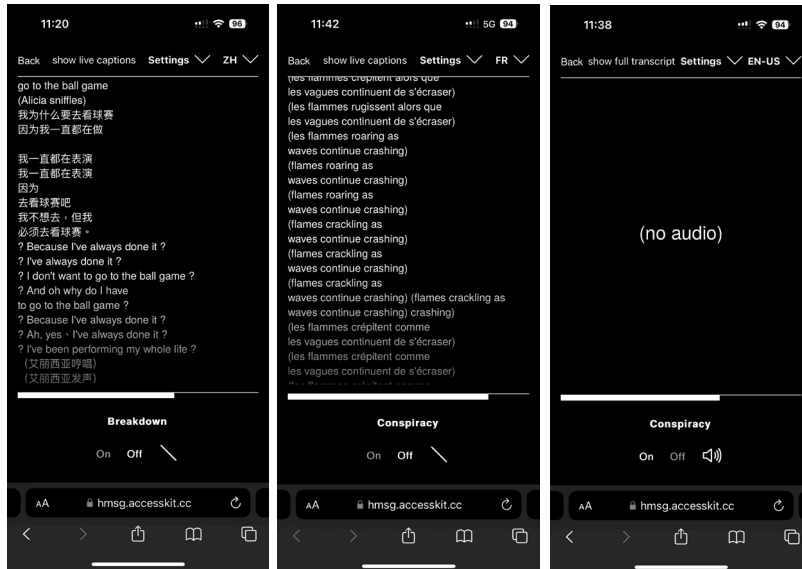 11:20
96
Back show live captions Settings ZH
go to the ball game
(Alicia sniffles)
我为什么要去看球赛
因为我一直都在做
我一直都在表演
我一直都在表演
因为
去看球赛吧
我不想去，但我
必须去看球赛。
? Because I've always done it ?
? I've always done it ?
? I don't want to go to the ball game ?
? And oh why do I have
to go to the ball game ?
? Because I've always done it ?
? Ah, yes、I've always done it ?
? I've been performing my whole life ?
（艾丽西亚哼唱）
（艾丽西亚发声）
Breakdown
On Off
AA hmsg.accesskit.cc
11:42
5G 94
Back show live captions Settings FR
(les flammes crépitent alors que
les vagues continuent de s'écraser)
(les flammes rugissent alors que
les vagues continuent de s'écraser)
(les flammes roaring as
waves continue crashing)
(flames roaring as
waves continue crashing)
(flames roaring as
waves continue crashing)
(flames crackling as
waves continue crashing)
(flames crackling as
waves continue crashing)
(flames crackling as
waves continue crashing) (flames crackling as
waves continue crashing) crashing)
(les flammes crépitent comme
les vagues continuent de s'écraser)
(les flammes crépitent comme
les vagues continuent de s'écraser)
(les flammes crépitent comme
Conspiracy
On Off
AA hmsg.accesskit.cc
11:38
94
Back show full transcript Settings EN-US
(no audio)
Conspiracy
On Off
AA hmsg.accesskit.cc